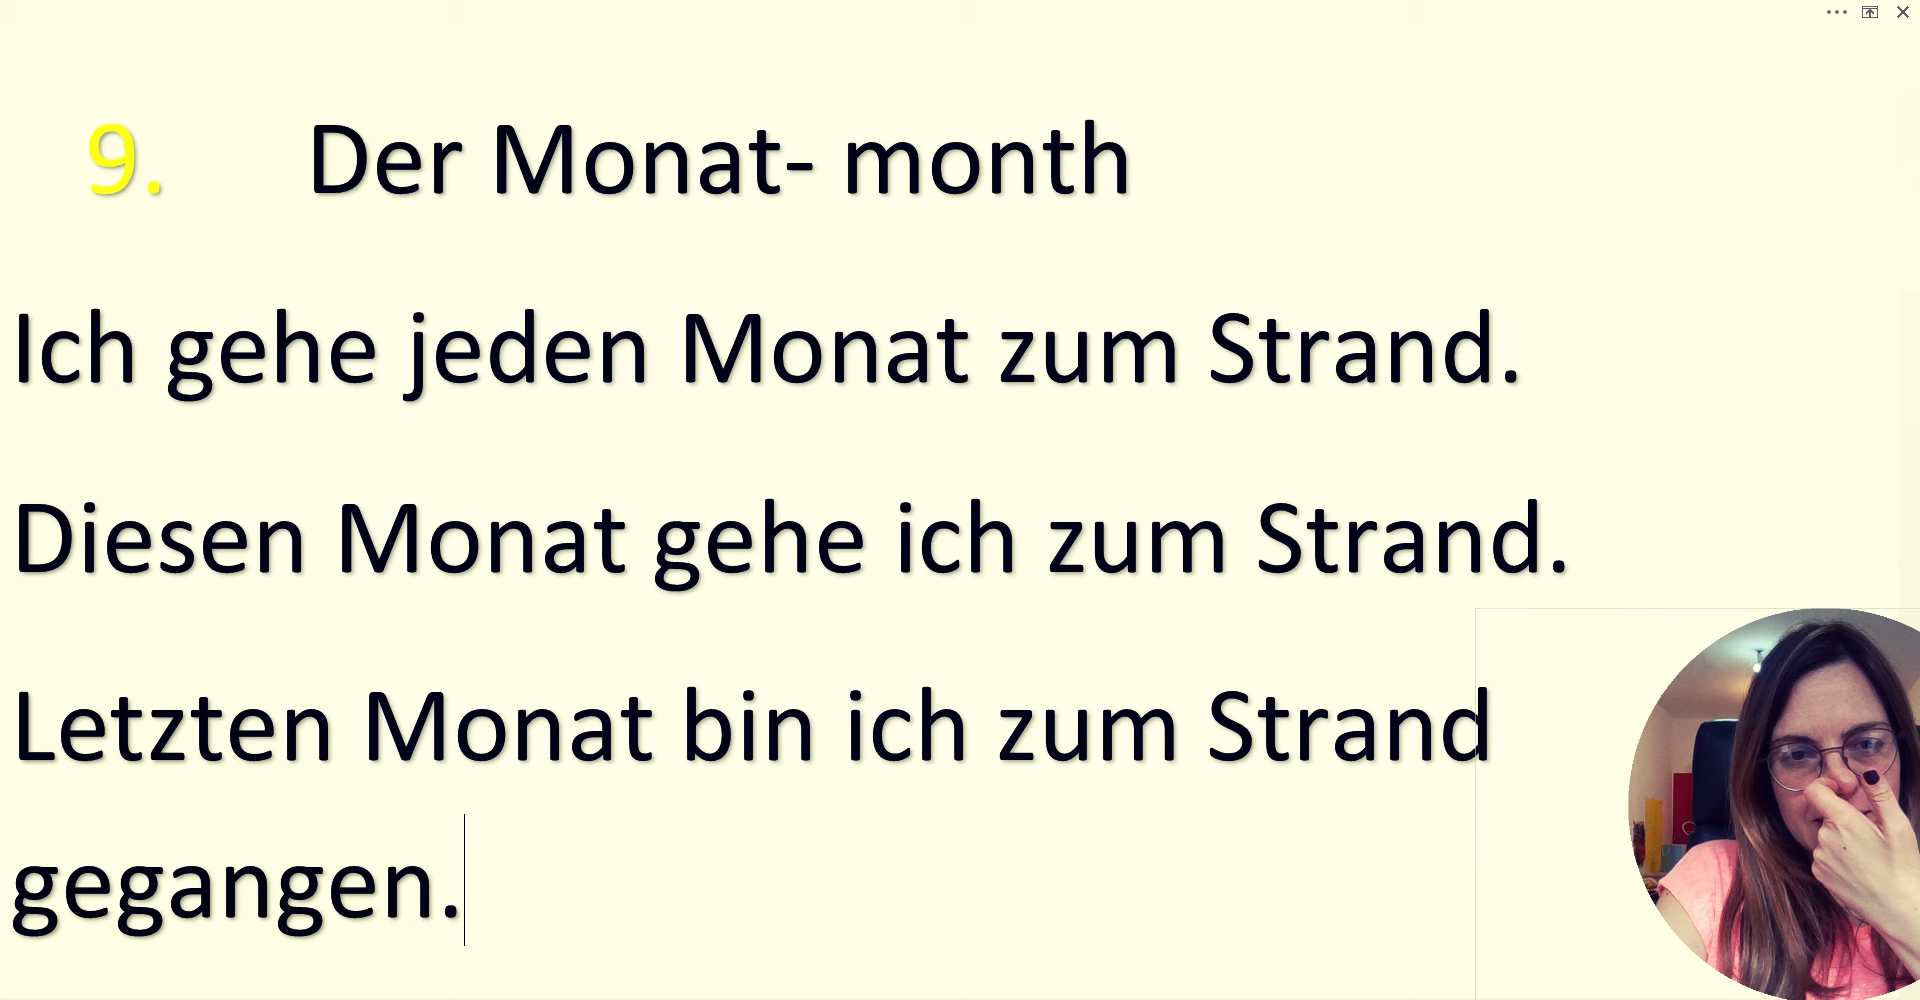 9. Der Monat- month
Ich gehe jeden Monat zum Strand.
Diesen Monat gehe ich zum Strand.
Letzten Monat bin ich zum Strand
gegangen.